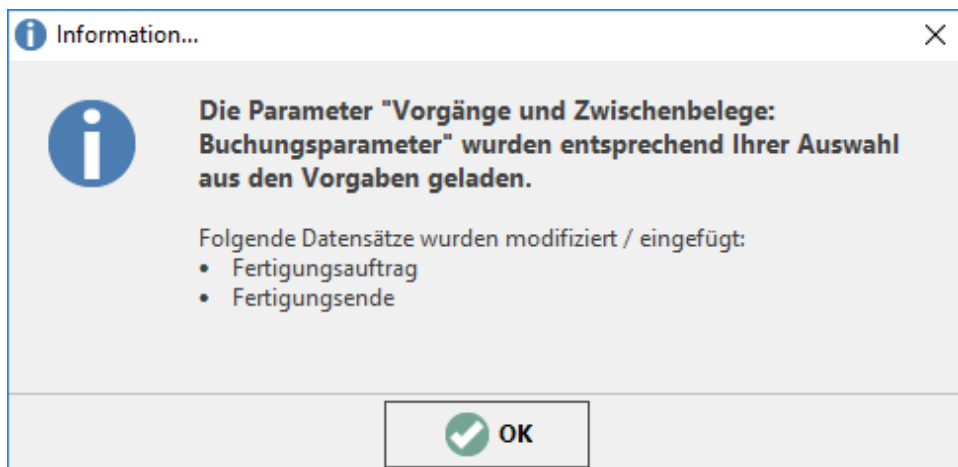 Information...
Die Parameter "Vorgänge und Zwischenbelege:
Buchungsparameter" wurden entsprechend Ihrer Auswahl
aus den Vorgaben geladen.
Folgende Datensätze wurden modifiziert / eingefügt:
• Fertigungsauftrag
• Fertigungsende
OK